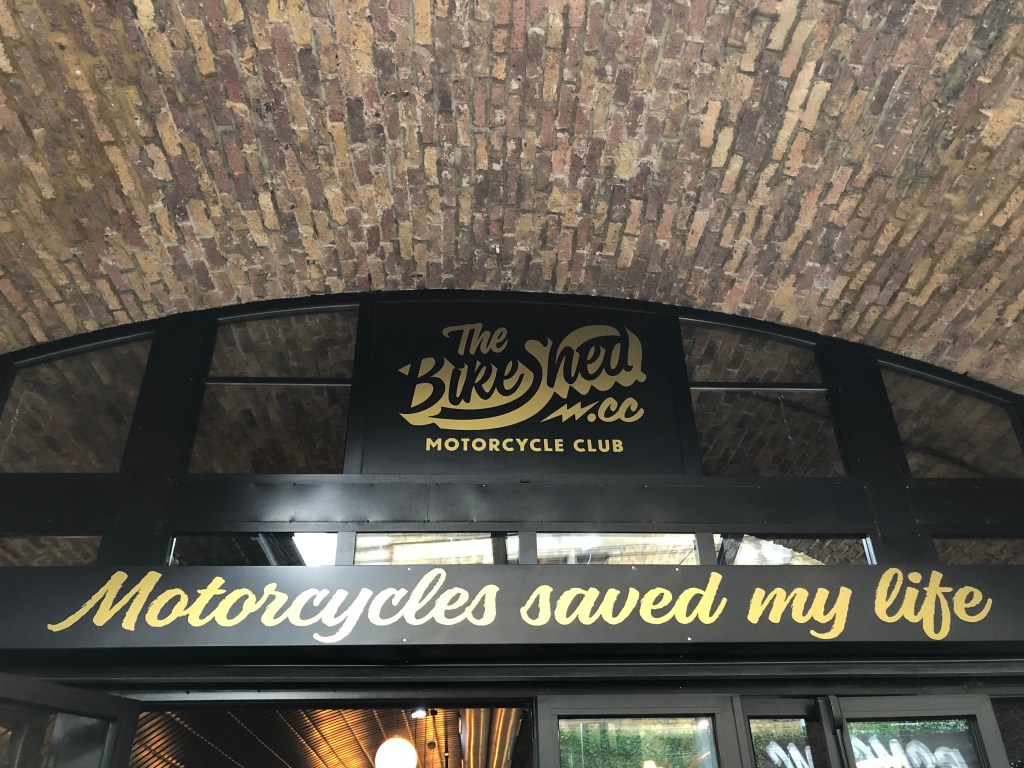 The
BikeShed
.cc
MOTORCYCLE CLUB
Motorcycles saved my life